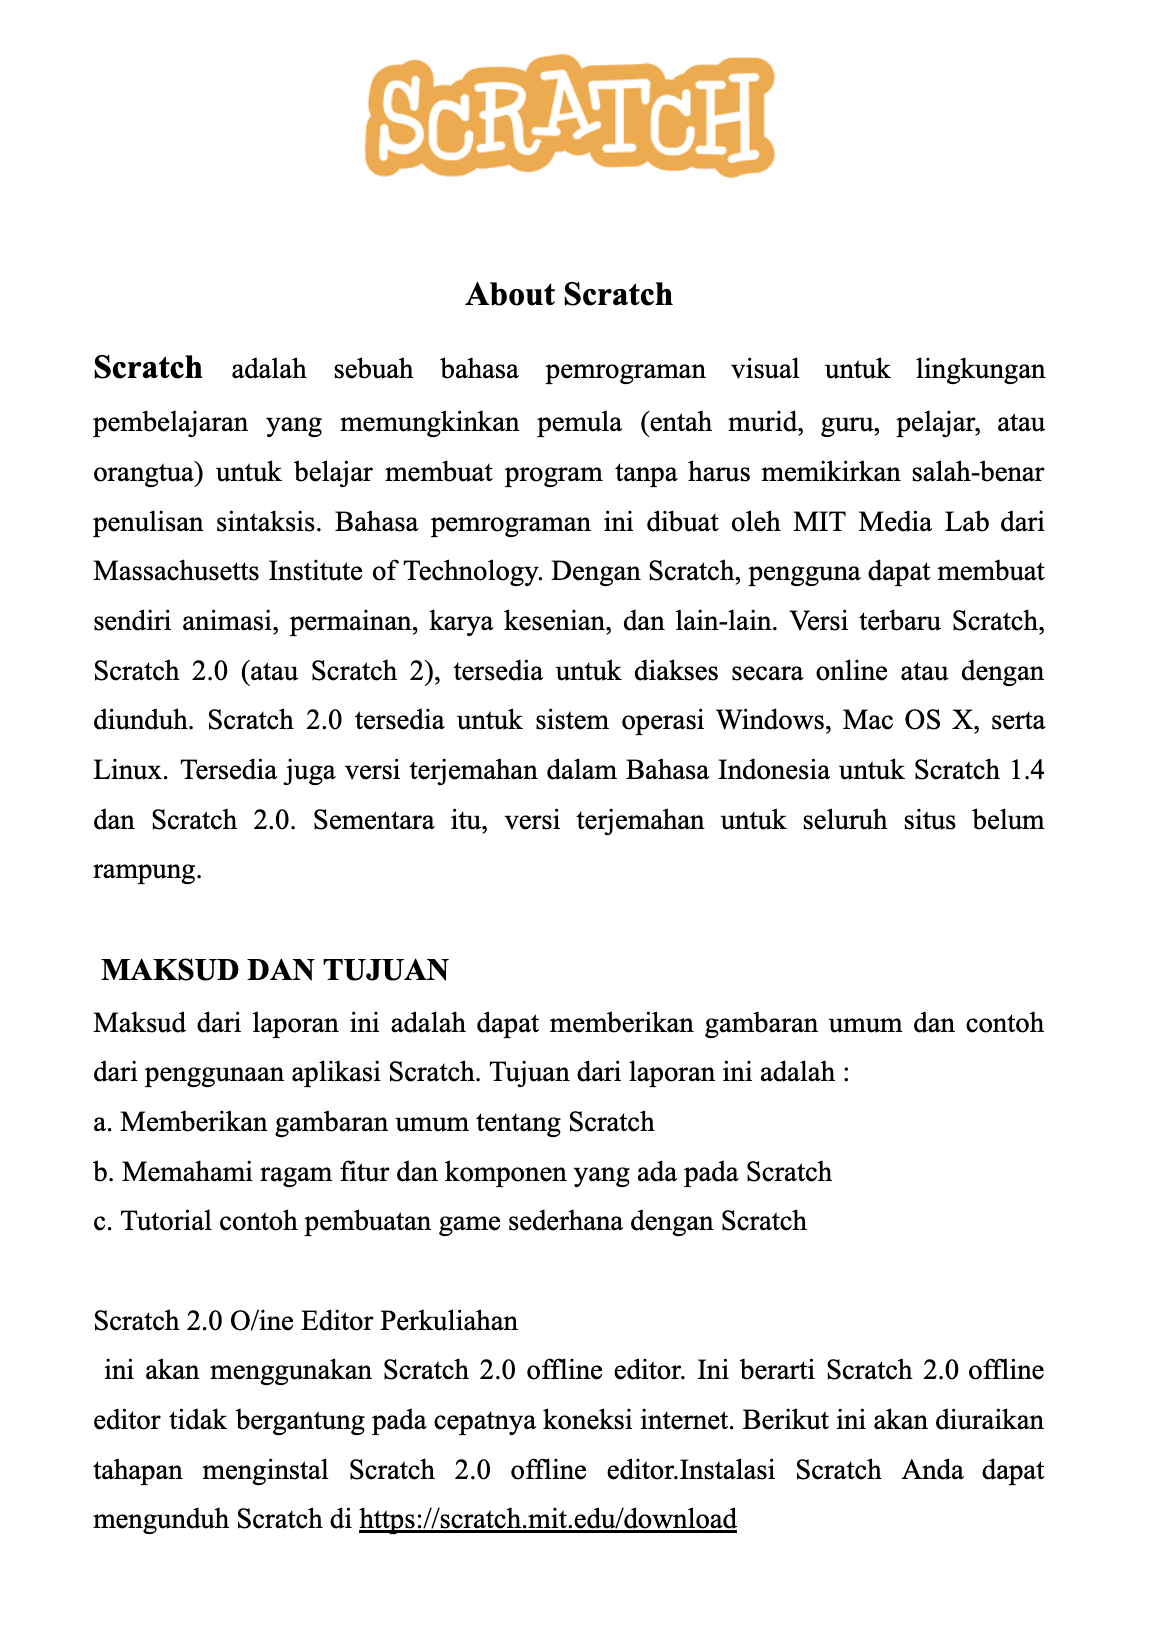 SCRATCH
About Scratch
Scratch adalah sebuah bahasa pemrograman visual untuk lingkungan
pembelajaran yang memungkinkan pemula (entah murid, guru, pelajar, atau
orangtua) untuk belajar membuat program tanpa harus memikirkan salah-benar
penulisan sintaksis. Bahasa pemrograman ini dibuat oleh MIT Media Lab dari
Massachusetts Institute of Technology. Dengan Scratch, pengguna dapat membuat
sendiri animasi, permainan, karya kesenian, dan lain-lain. Versi terbaru Scratch,
Scratch 2.0 (atau Scratch 2), tersedia untuk diakses secara online atau dengan
diunduh. Scratch 2.0 tersedia untuk sistem operasi Windows, Mac OS X, serta
Linux. Tersedia juga versi terjemahan dalam Bahasa Indonesia untuk Scratch 1.4
dan Scratch 2.0. Sementara itu, versi terjemahan untuk seluruh situs belum
rampung.
MAKSUD DAN TUJUAN
Maksud dari laporan ini adalah dapat memberikan gambaran umum dan contoh
dari penggunaan aplikasi Scratch. Tujuan dari laporan ini adalah :
a. Memberikan gambaran umum tentang Scratch
b. Memahami ragam fitur dan komponen yang ada pada Scratch
c. Tutorial contoh pembuatan game sederhana dengan Scratch
Scratch 2.0 O/ine Editor Perkuliahan
ini akan menggunakan Scratch 2.0 offline editor. Ini berarti Scratch 2.0 offline
editor tidak bergantung pada cepatnya koneksi internet. Berikut ini akan diuraikan
tahapan menginstal Scratch 2.0 offline editor.Instalasi Scratch Anda dapat
mengunduh Scratch di https://scratch.mit.edu/download